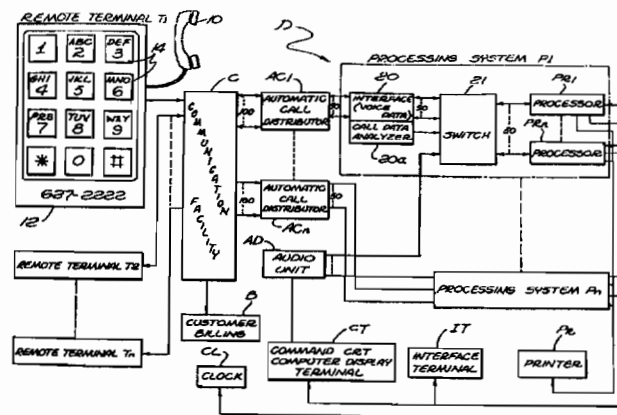 REMOTE TERMINAL T1
10
D
PROCESSING SYSTEM P1
1
ABC
2
DEF
3
14
GHI
4
JKL
5
MNO
6
PRS
7
TUV
8
WXY
9
*
0
#
637-2222
12
C
COMMUNICATION FACILITY
100
100
AC1
AUTOMATIC CALL DISTRIBUTOR
50
20
INTERFACE (VOICE DATA)
CALL DATA ANALYZER
20a
50
21
SWITCH
20
PR1
PROCESSOR
PRn
PROCESSOR
AUTOMATIC CALL DISTRIBUTOR
50
ACn
AD
AUDIO UNIT
PROCESSING SYSTEM Pn
REMOTE TERMINAL T2
REMOTE TERMINAL Tn
B
CUSTOMER BILLING
CL
CLOCK
CT
COMMAND CRT COMPUTER DISPLAY TERMINAL
IT
INTERFACE TERMINAL
PRINTER